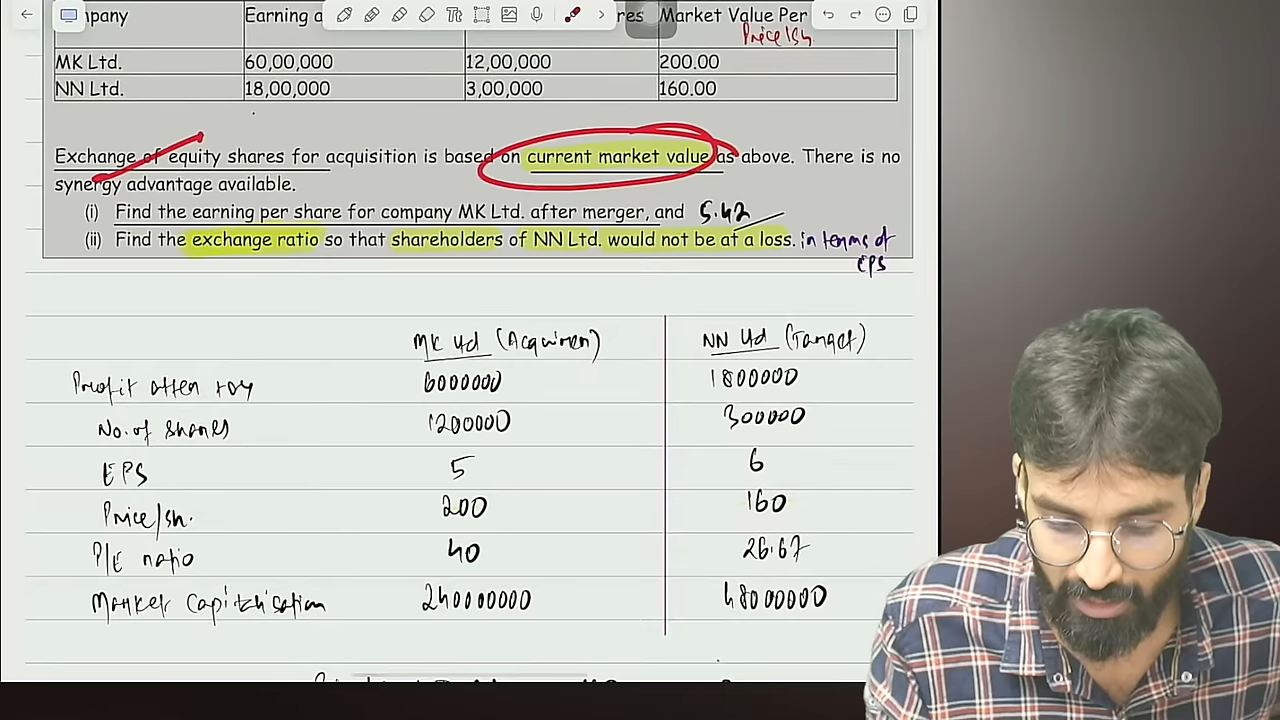 mpany Earning a res Market Value Per
Price/sh.
MK Ltd. 60,00,000 12,00,000 200.00
NN Ltd. 18,00,000 3,00,000 160.00
Exchange of equity shares for acquisition is based on current market value as above. There is no
synergy advantage available.
(i) Find the earning per share for company MK Ltd. after merger, and 5.42
(ii) Find the exchange ratio so that shareholders of NN Ltd. would not be at a loss. in terms of
EPS
MK Ltd (Acquirer) NN Ltd (Target)
Profit after tax 6000000 1800000
No. of shares 1200000 300000
EPS 5 6
Price/sh. 200 160
P/E ratio 40 26.67
Market Capitalisation 240000000 48000000